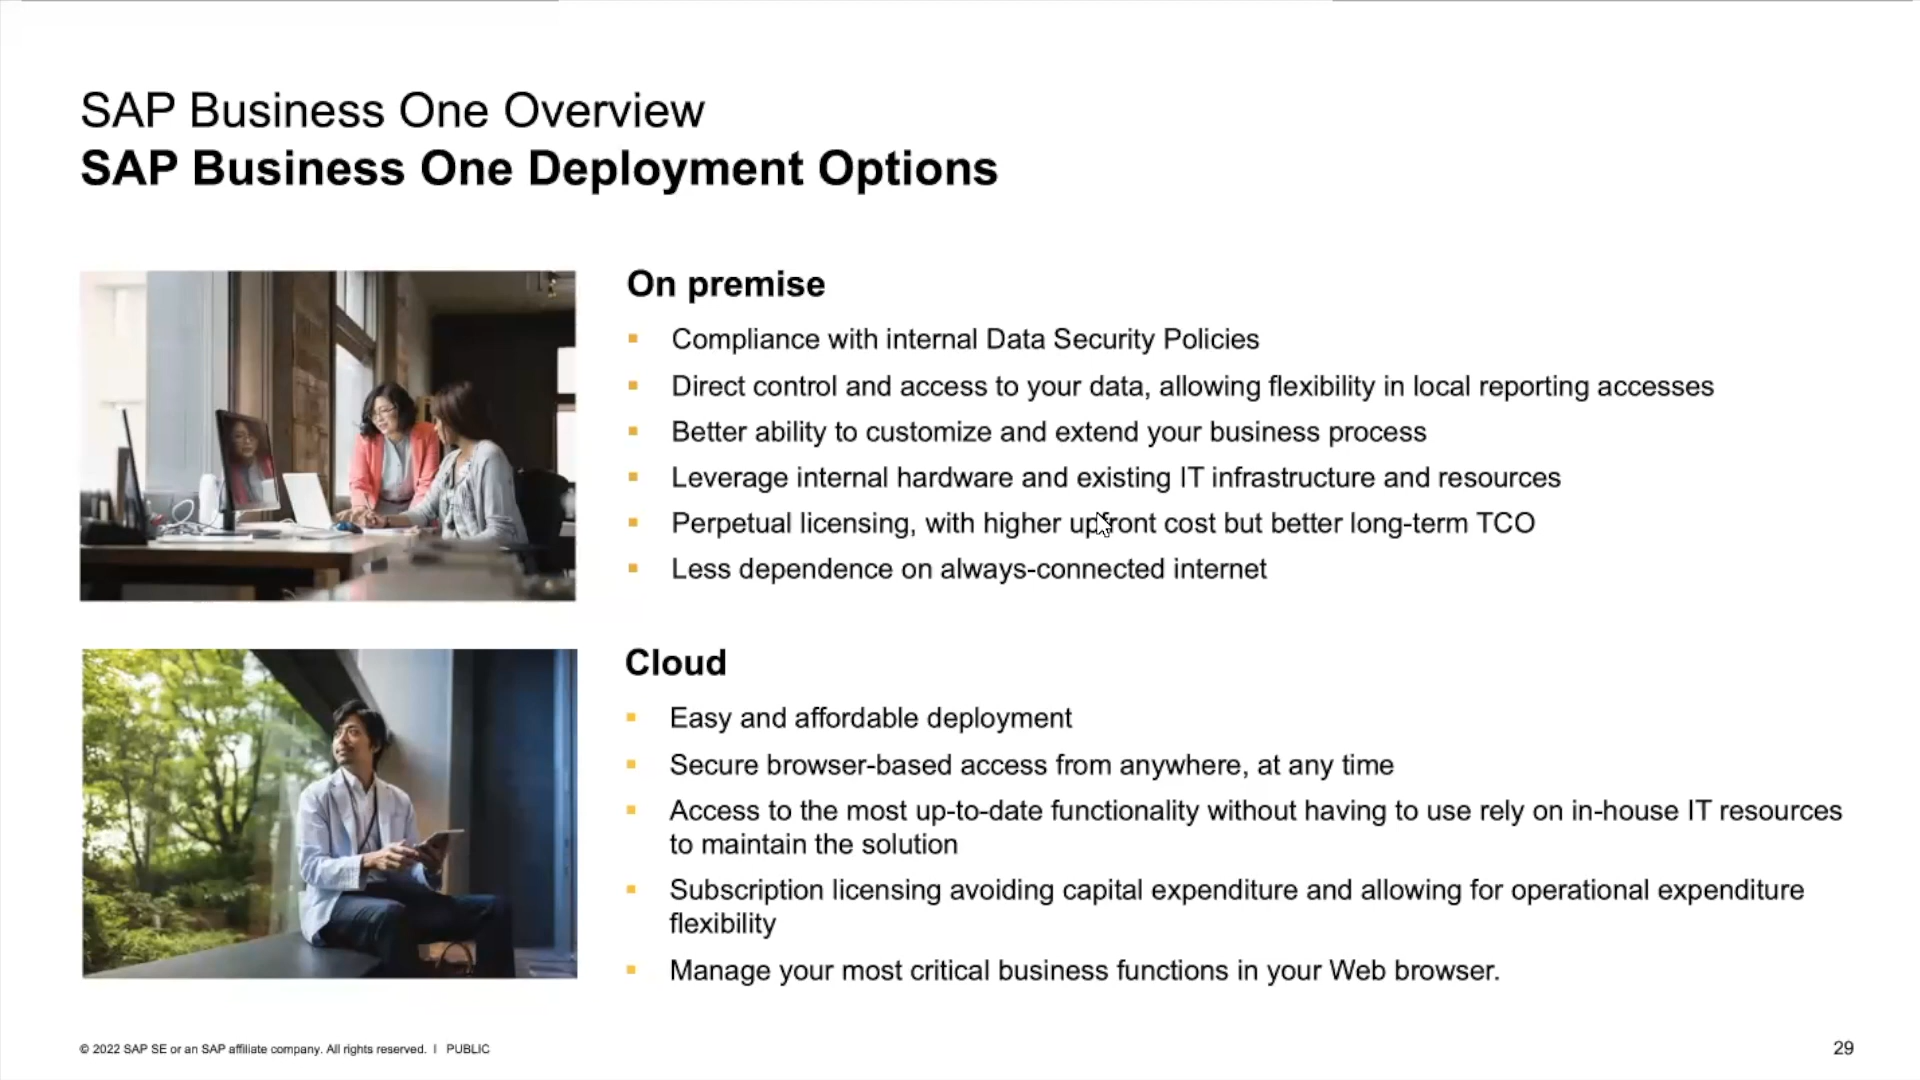 SAP Business One Overview
SAP Business One Deployment Options
On premise
▪ Compliance with internal Data Security Policies
▪ Direct control and access to your data, allowing flexibility in local reporting accesses
▪ Better ability to customize and extend your business process
▪ Leverage internal hardware and existing IT infrastructure and resources
▪ Perpetual licensing, with higher upfront cost but better long-term TCO
▪ Less dependence on always-connected internet
Cloud
▪ Easy and affordable deployment
▪ Secure browser-based access from anywhere, at any time
▪ Access to the most up-to-date functionality without having to use rely on in-house IT resources
to maintain the solution
▪ Subscription licensing avoiding capital expenditure and allowing for operational expenditure
flexibility
▪ Manage your most critical business functions in your Web browser.
© 2022 SAP SE or an SAP affiliate company. All rights reserved. I PUBLIC
29